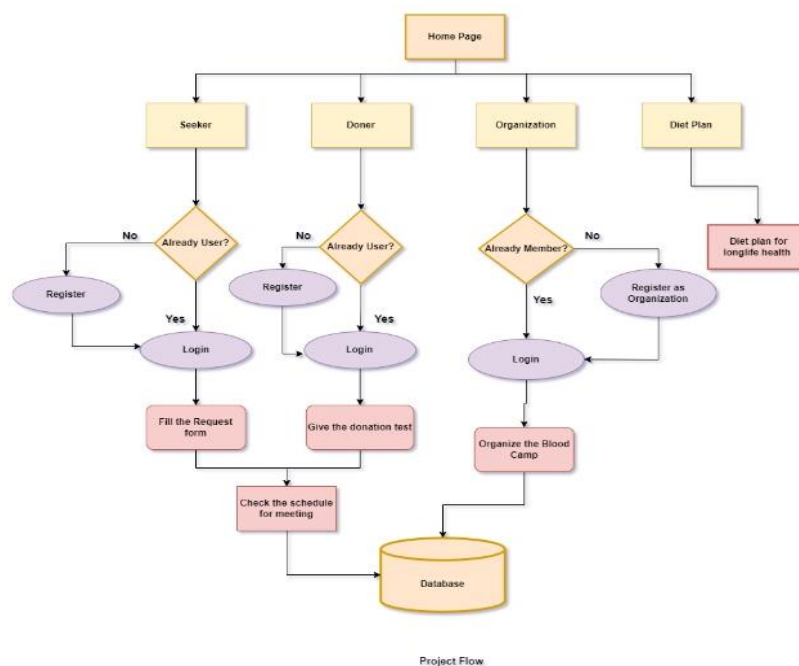 Home Page
Seeker
Doner
Organization
Diet Plan
No
Already User?
No
Already User?
Already Member?
No
Diet plan for
longlife health
Register
Register
Register as
Organization
Yes
Yes
Yes
Login
Login
Login
Fill the Request
form
Give the donation test
Organize the Blood
Camp
Check the schedule
for meeting
Database
Project Flow